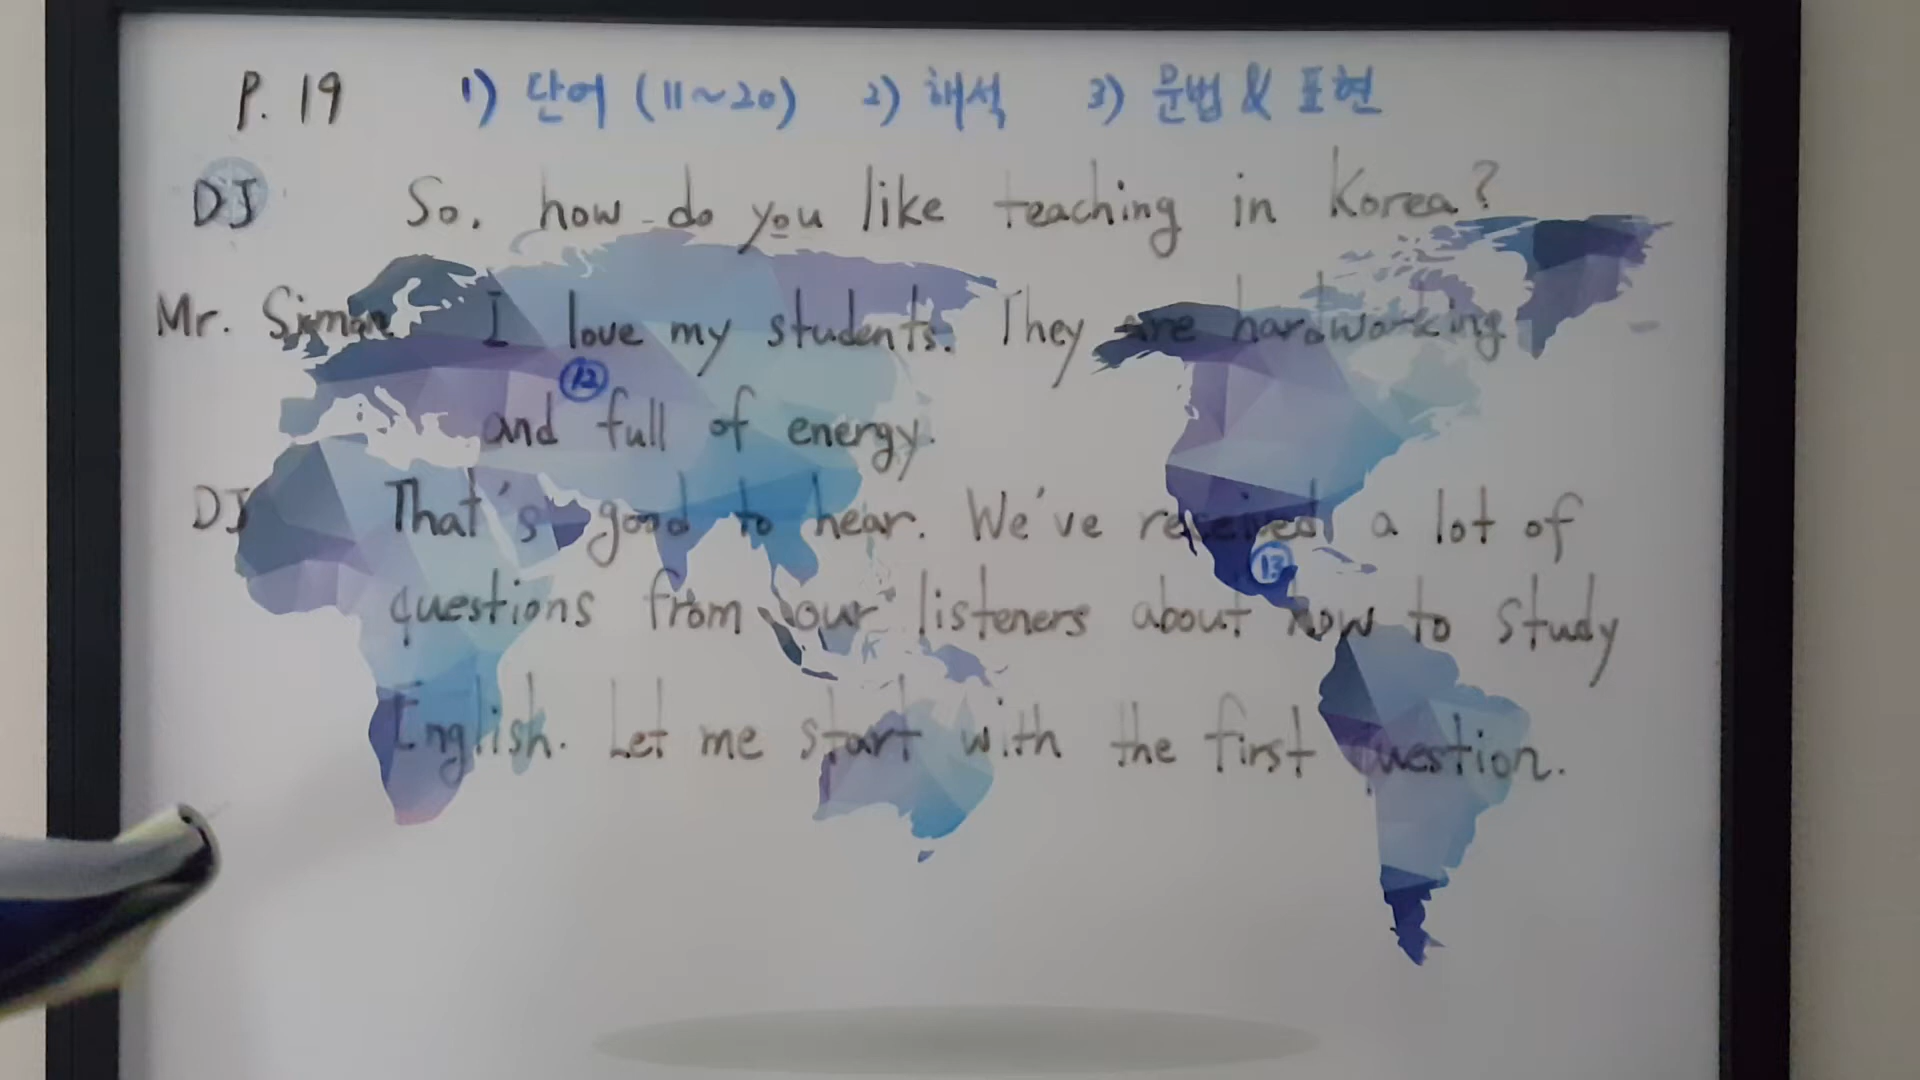 P. 19 1) 단어 (11~20) 2) 해석 3) 문법 & 표현
DJ So, how do you like teaching in Korea?
Mr. I love my students. They are hardworking
⑫
and full of energy.
DJ That's good to hear. We've received a lot of
⑬
questions from our listeners about how to study
English. Let me start with the first question.